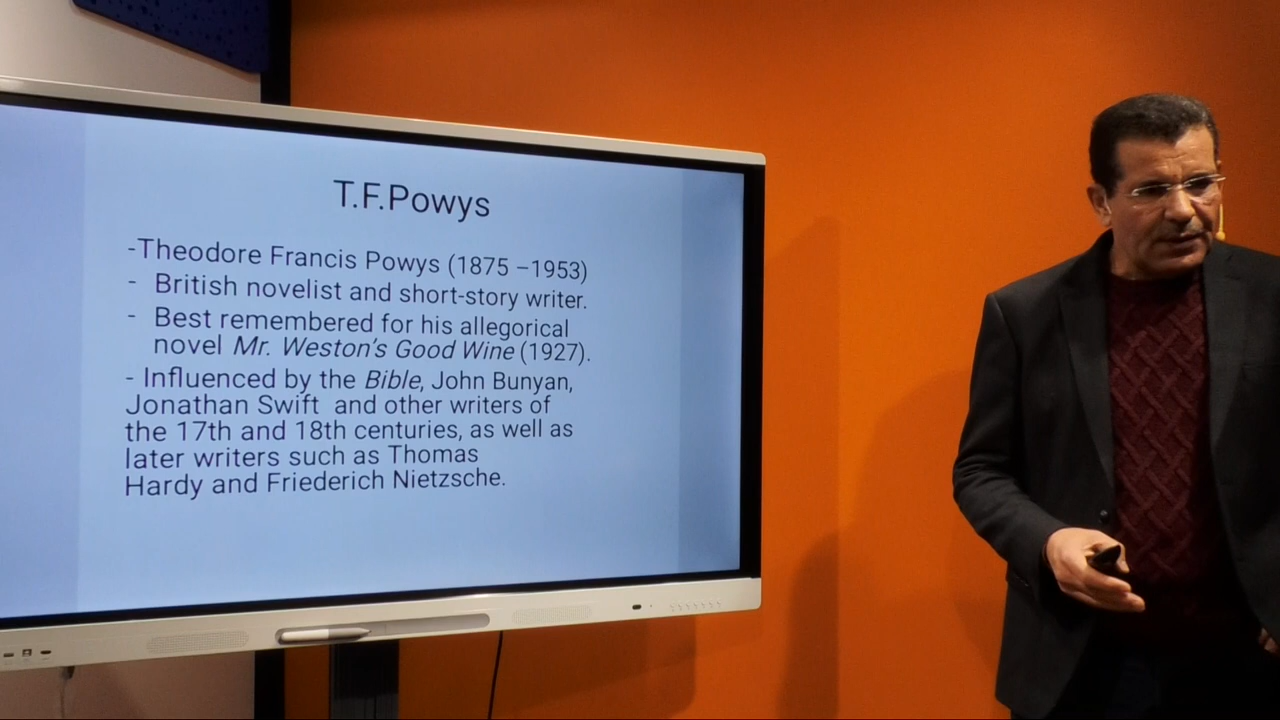 T.F.Powys
-Theodore Francis Powys (1875 –1953)
- British novelist and short-story writer.
- Best remembered for his allegorical
novel Mr. Weston's Good Wine (1927).
- Influenced by the Bible, John Bunyan,
Jonathan Swift and other writers of
the 17th and 18th centuries, as well as
later writers such as Thomas
Hardy and Friederich Nietzsche.